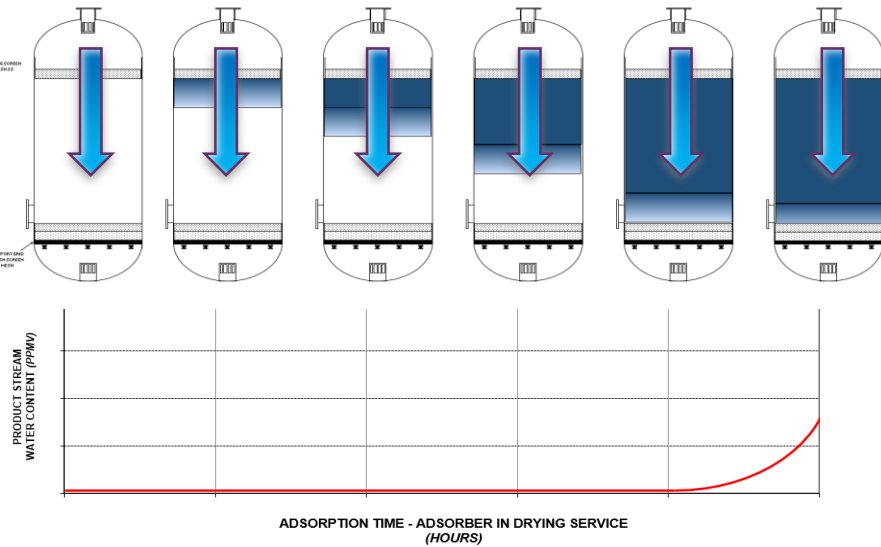 PRODUCT STREAM
WATER CONTENT (PPMV)
ADSORPTION TIME - ADSORBER IN DRYING SERVICE
(HOURS)